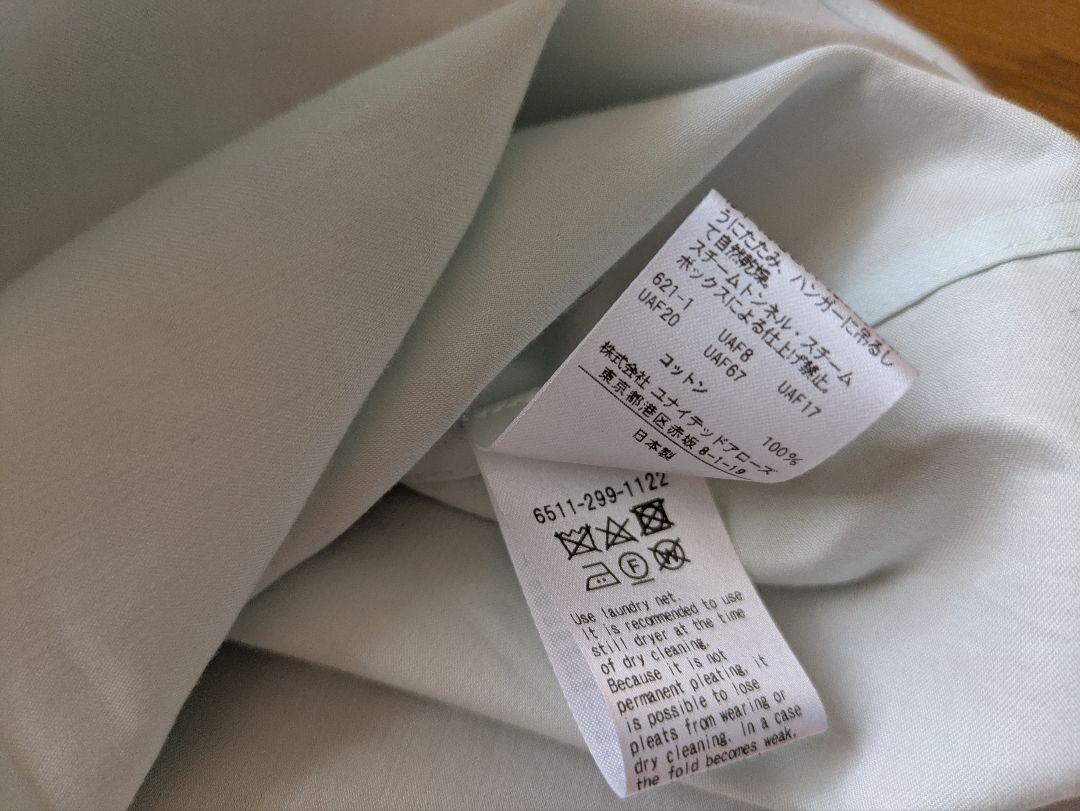 うにたたみ、ハンガーに吊るし
て自然乾燥。
スチームトンネル・スチーム
ボックスによる仕上げ禁止。
621-1 UAF8 UAF17
UAF20 UAF67
コットン 100%
株式会社 ユナイテッドアローズ
東京都港区赤坂 8-1-19
日本製
6511-299-1122
F W
Use laundry net.
It is recommended to use
still dryer at the time
of dry cleaning.
Because it is not
permanent pleating, it
is possible to lose
pleats from wearing or
dry cleaning. In a case
the fold becomes weak,